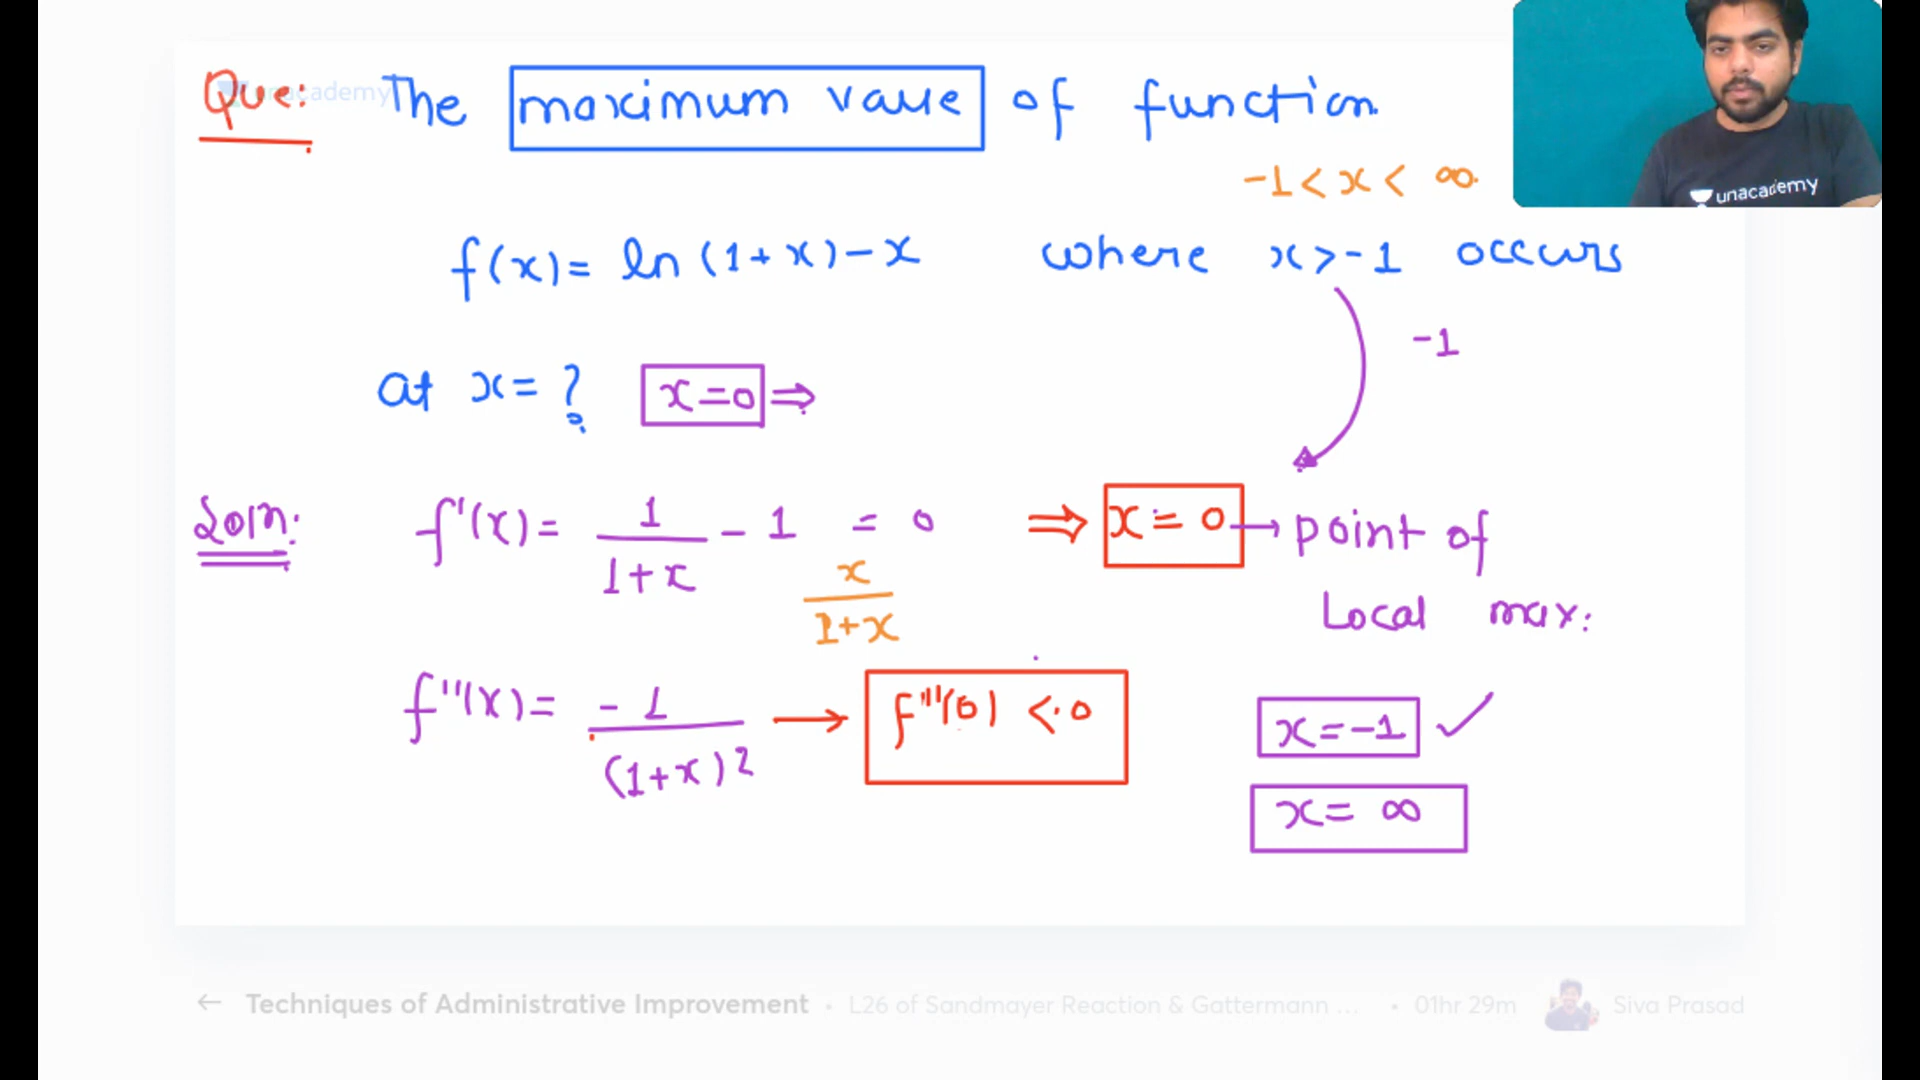 Que: The maximum value of function
unacademy
-1 < x < ∞
unacademy
f(x) = ln (1+x) - x where x > -1 occurs
-1
at x = ? x = 0 ⇒
Soln: f'(x) = 1/(1+x) - 1 = 0 ⇒ x = 0 → point of
x/(1+x)
Local max:
f''(x) = -1/(1+x)2 → f''(0) < 0
x = -1 ✓
x = ∞
← Techniques of Administrative Improvement • L26 of Sandmayer Reaction & Gattermann ... • 01hr 29m Siva Prasad